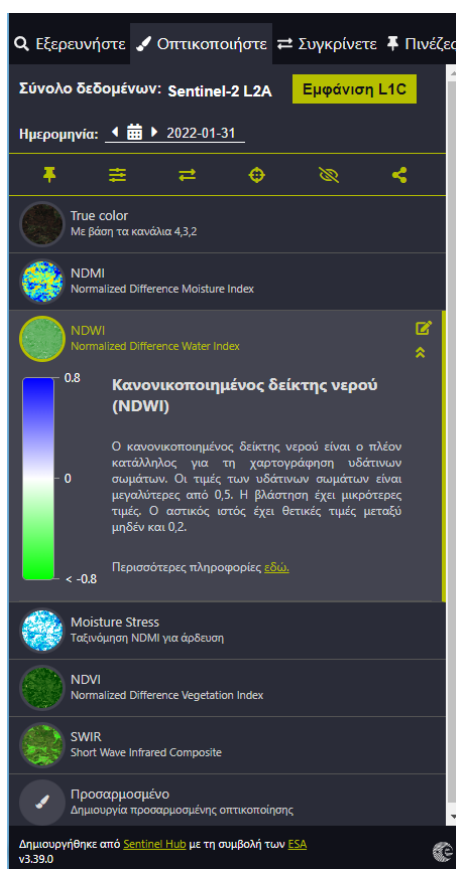 Εξερευνήστε Οπτικοποιήστε Συγκρίνετε Πινέζες
Σύνολο δεδομένων: Sentinel-2 L2A Εμφάνιση L1C
Ημερομηνία: 2022-01-31
True color
Με βάση τα κανάλια 4,3,2
NDMI
Normalized Difference Moisture Index
NDWI
Normalized Difference Water Index
0.8
0
< -0.8
Κανονικοποιημένος δείκτης νερού
(NDWI)
Ο κανονικοποιημένος δείκτης νερού είναι ο πλέον
κατάλληλος για τη χαρτογράφηση υδάτινων
σωμάτων. Οι τιμές των υδάτινων σωμάτων είναι
μεγαλύτερες από 0,5. Η βλάστηση έχει μικρότερες
τιμές. Ο αστικός ιστός έχει θετικές τιμές μεταξύ
μηδέν και 0,2.
Περισσότερες πληροφορίες εδώ.
Moisture Stress
Ταξινόμηση NDMI για άρδευση
NDVI
Normalized Difference Vegetation Index
SWIR
Short Wave Infrared Composite
Προσαρμοσμένο
Δημιουργία προσαρμοσμένης οπτικοποίησης
Δημιουργήθηκε από Sentinel Hub με τη συμβολή των ESA
v3.39.0